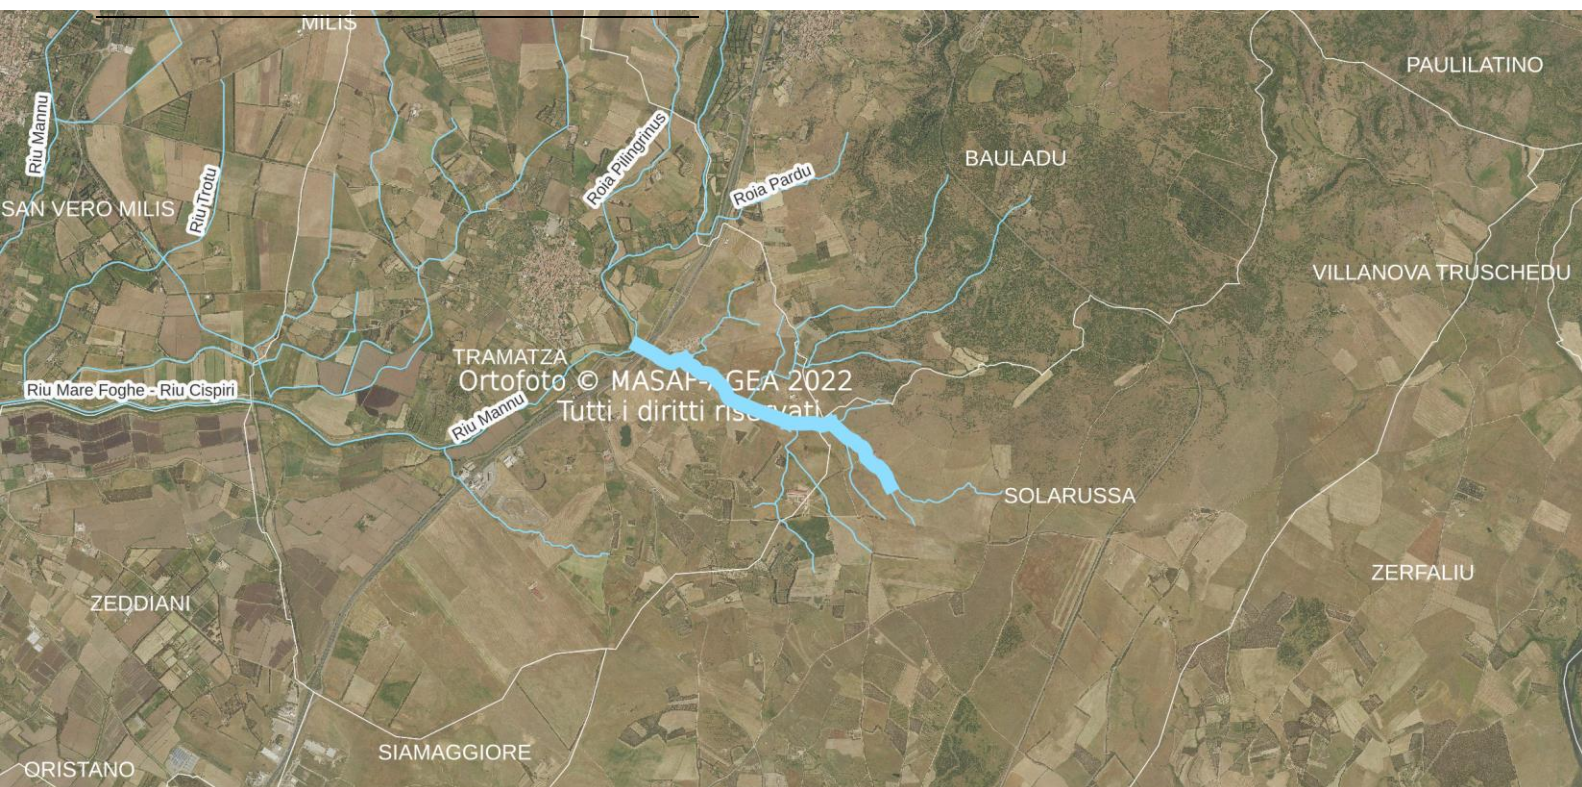 MILIS
PAULILATINO
Riu Mannu
Roia Pilingrinus
BAULADU
Roia Pardu
Riu Trotu
SAN VERO MILIS
VILLANOVA TRUSCHEDU
TRAMATZA
Ortofoto © MASAF-AGEA 2022
Riu Mare Foghe - Riu Cispiri
Tutti i diritti riservati
Riu Mannu
SOLARUSSA
ZERFALIU
ZEDDIANI
SIAMAGGIORE
ORISTANO